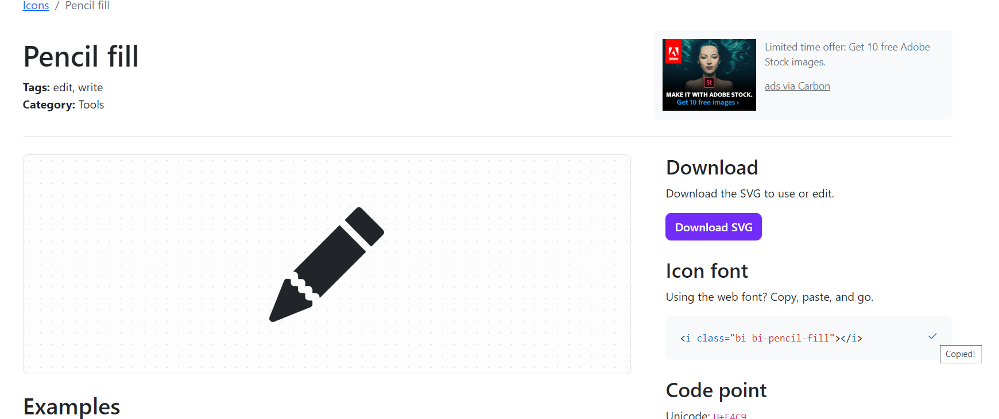 Icons / Pencil fill
Pencil fill
Tags: edit, write
Category: Tools
Adobe
St
MAKE IT WITH ADOBE STOCK.
Get 10 free images ›
Limited time offer: Get 10 free Adobe
Stock images.
ads via Carbon
Download
Download the SVG to use or edit.
Download SVG
Icon font
Using the web font? Copy, paste, and go.
<i class="bi bi-pencil-fill"></i>
Copied!
Code point
Unicode: U+F4C9
Examples